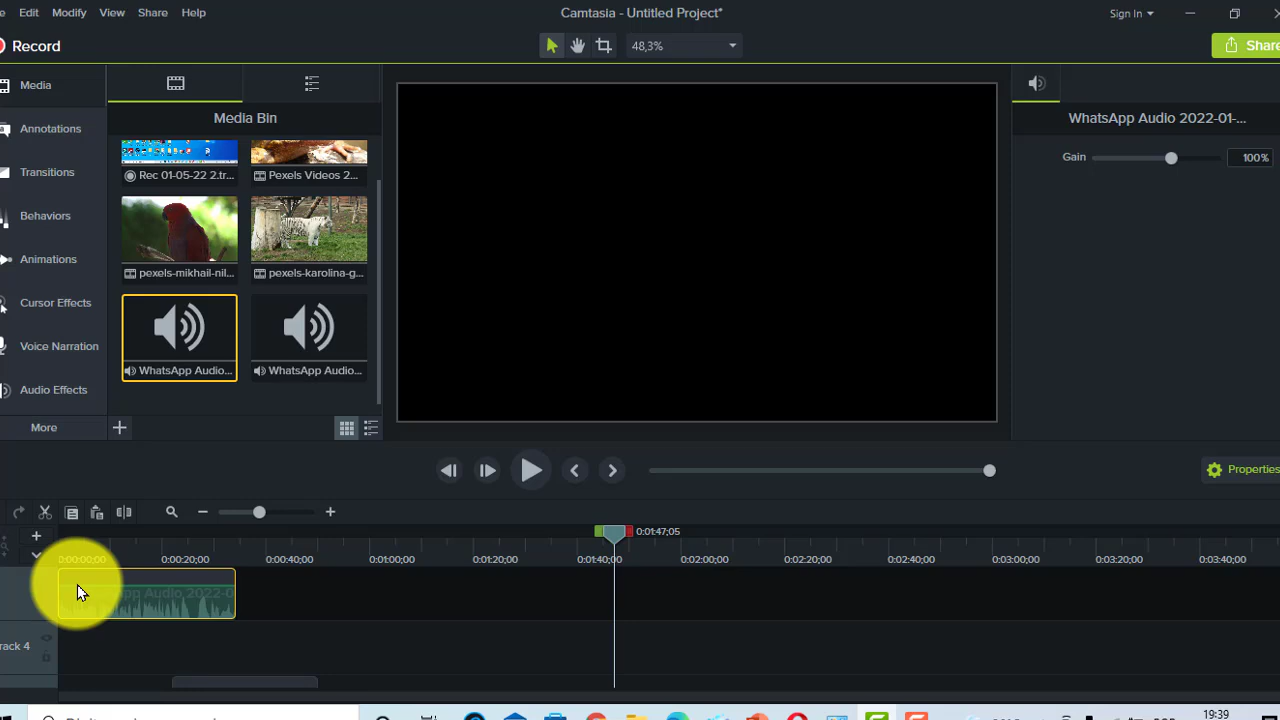 Edit Modify View Share Help
Camtasia - Untitled Project*
Sign In
Record
48,3%
Share
Media
Annotations
Transitions
Behaviors
Animations
Cursor Effects
Voice Narration
Audio Effects
More
Media Bin
Rec 01-05-22 2.tr...
Pexels Videos 2...
pexels-mikhail-nil...
pexels-karolina-g...
WhatsApp Audio...
WhatsApp Audio...
WhatsApp Audio 2022-01-...
Gain
100%
Properties
0:01:47;05
0:00:00;00 0:00:20;00 0:00:40;00 0:01:00;00 0:01:20;00 0:01:40;00 0:02:00;00 0:02:20;00 0:02:40;00 0:03:00;00 0:03:20;00 0:03:40;00
App Audio 2022-0
rack 4
19:39